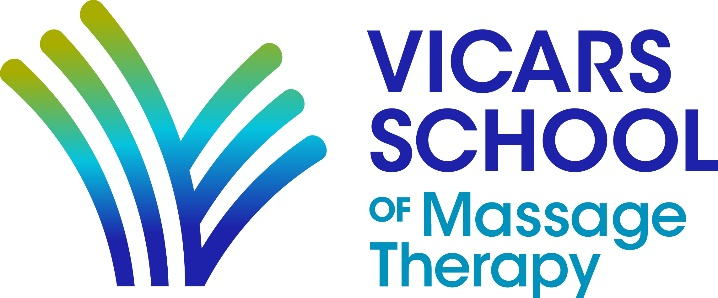 VICARS
SCHOOL
OF Massage
Therapy